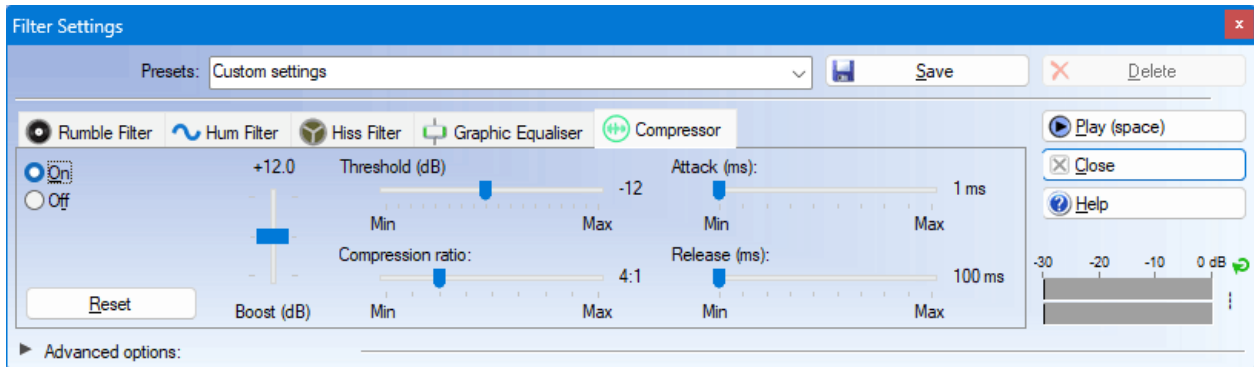 Filter Settings
Presets: Custom settings Save Delete
Rumble Filter Hum Filter Hiss Filter Graphic Equaliser Compressor
On
Off
Reset
+12.0
Boost (dB)
Threshold (dB)
-12
Min Max
Compression ratio:
4:1
Min Max
Attack (ms):
1 ms
Min Max
Release (ms):
100 ms
Min Max
Play (space)
Close
Help
-30 -20 -10 0 dB
Advanced options: